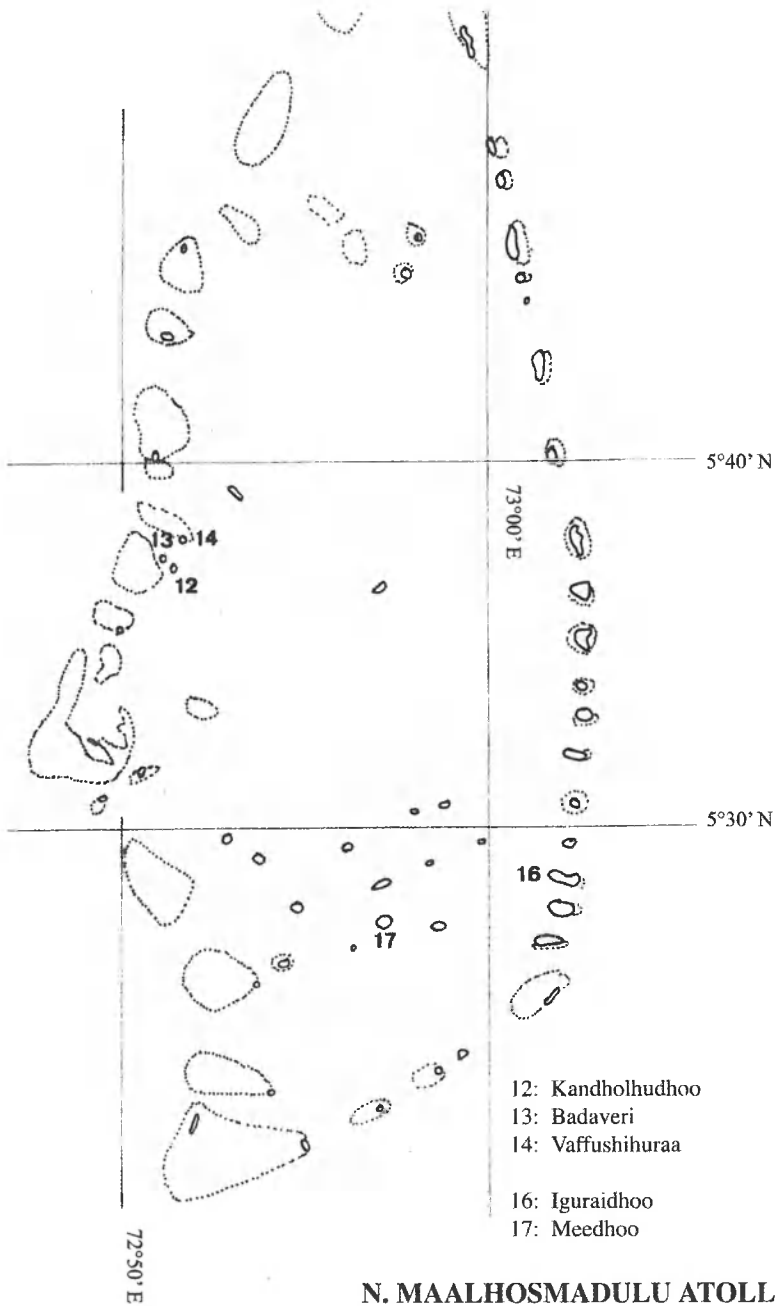 5°40' N
73°00' E
13 14
12
5°30' N
16
17
12: Kandholhudhoo
13: Badaveri
14: Vaffushihuraa
16: Iguraidhoo
17: Meedhoo
72°50' E
N. MAALHOSMADULU ATOLL